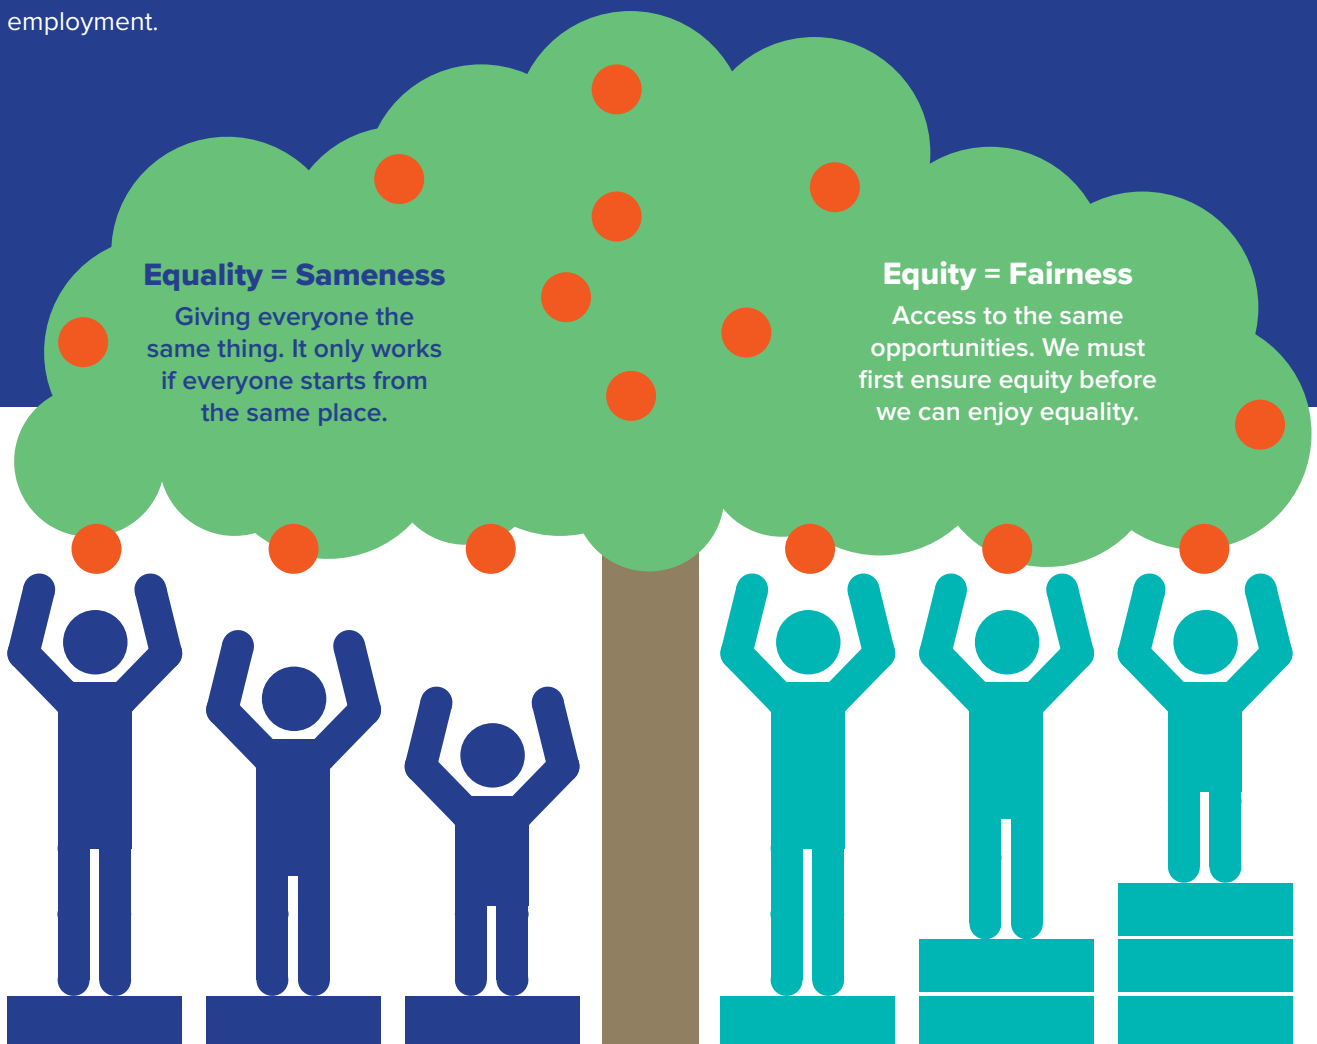 employment.
Equality = Sameness
Giving everyone the
same thing. It only works
if everyone starts from
the same place.
Equity = Fairness
Access to the same
opportunities. We must
first ensure equity before
we can enjoy equality.